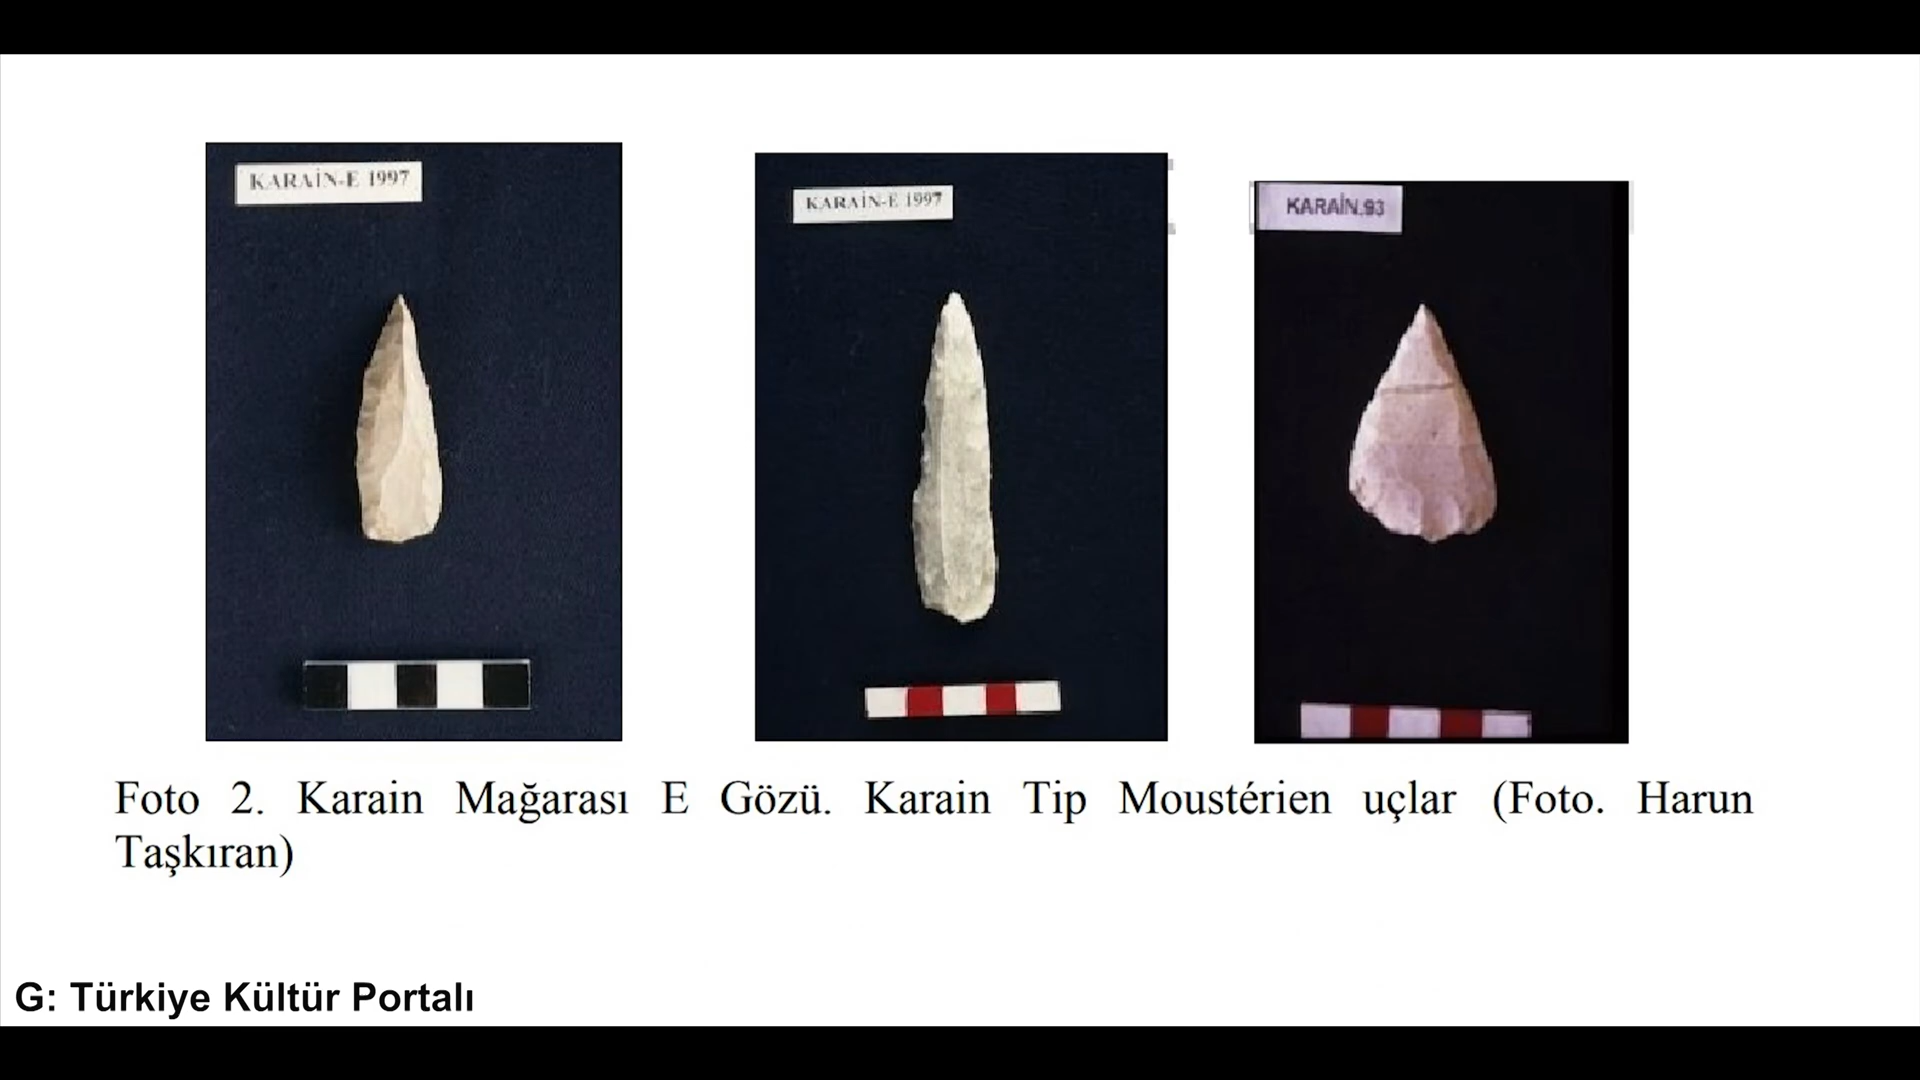 KARAİN-E 1997
KARAİN-E 1997
KARAİN.93
Foto 2. Karain Mağarası E Gözü. Karain Tip Moustérien uçlar (Foto. Harun
Taşkıran)
G: Türkiye Kültür Portalı